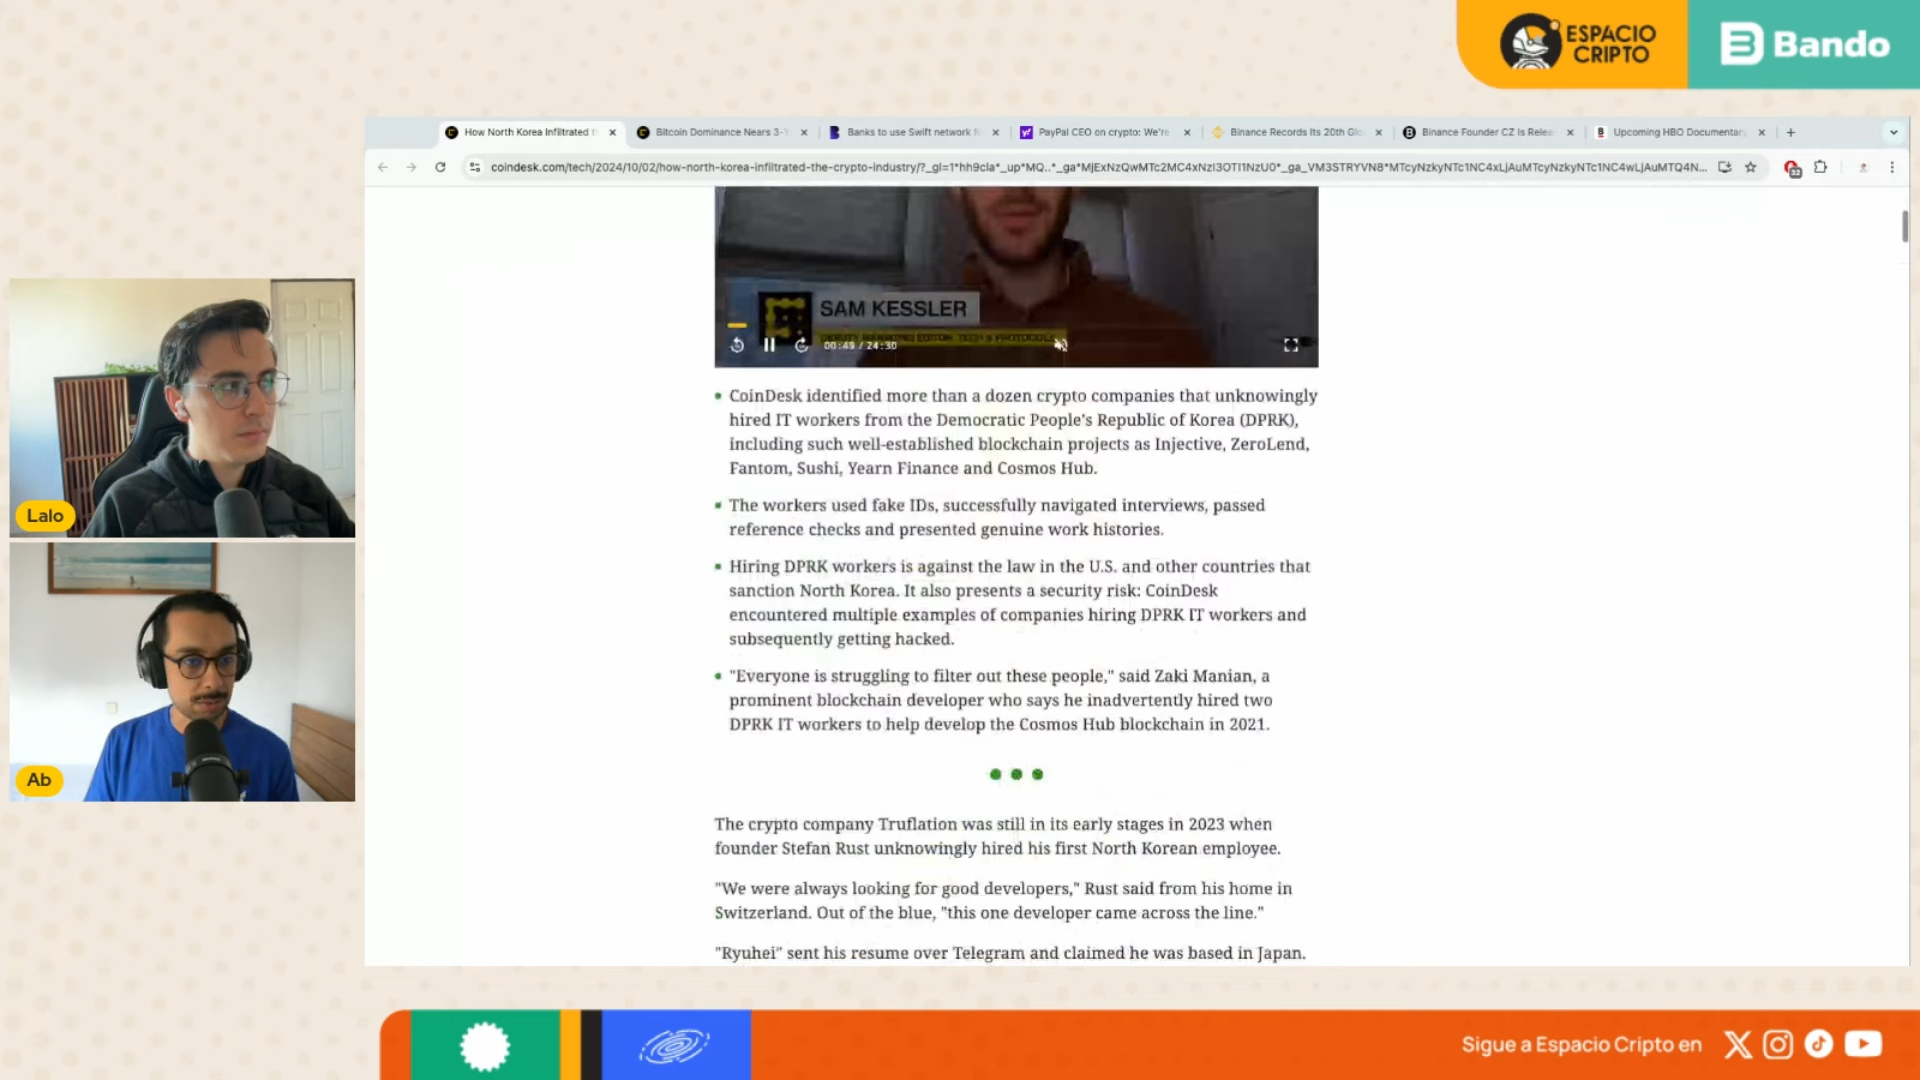 ESPACIO
CRIPTO
Bando
How North Korea Infiltrated t
Bitcoin Dominance Nears 3-Y
Banks to use Swift network f
PayPal CEO on crypto: We're
Binance Records Its 20th Glo
Binance Founder CZ Is Relea
Upcoming HBO Documentary
coindesk.com/tech/2024/10/02/how-north-korea-infiltrated-the-crypto-industry/?_gl=1*hh9cla*_up*MQ..*_ga*MjExNzQwMTc2MC4xNzI3OTI1NzU0*_ga_VM3STRYVN8*MTcyNzkyNTc1NC4xLjAuMTcyNzkyNTc1NC4wLjAuMTQ4N...
32
SAM KESSLER
00:49 / 24:30
• CoinDesk identified more than a dozen crypto companies that unknowingly
hired IT workers from the Democratic People's Republic of Korea (DPRK),
including such well-established blockchain projects as Injective, ZeroLend,
Fantom, Sushi, Yearn Finance and Cosmos Hub.
• The workers used fake IDs, successfully navigated interviews, passed
reference checks and presented genuine work histories.
• Hiring DPRK workers is against the law in the U.S. and other countries that
sanction North Korea. It also presents a security risk: CoinDesk
encountered multiple examples of companies hiring DPRK IT workers and
subsequently getting hacked.
• "Everyone is struggling to filter out these people," said Zaki Manian, a
prominent blockchain developer who says he inadvertently hired two
DPRK IT workers to help develop the Cosmos Hub blockchain in 2021.
The crypto company Truflation was still in its early stages in 2023 when
founder Stefan Rust unknowingly hired his first North Korean employee.
"We were always looking for good developers," Rust said from his home in
Switzerland. Out of the blue, "this one developer came across the line."
"Ryuhei" sent his resume over Telegram and claimed he was based in Japan.
Lalo
Ab
Sigue a Espacio Cripto en